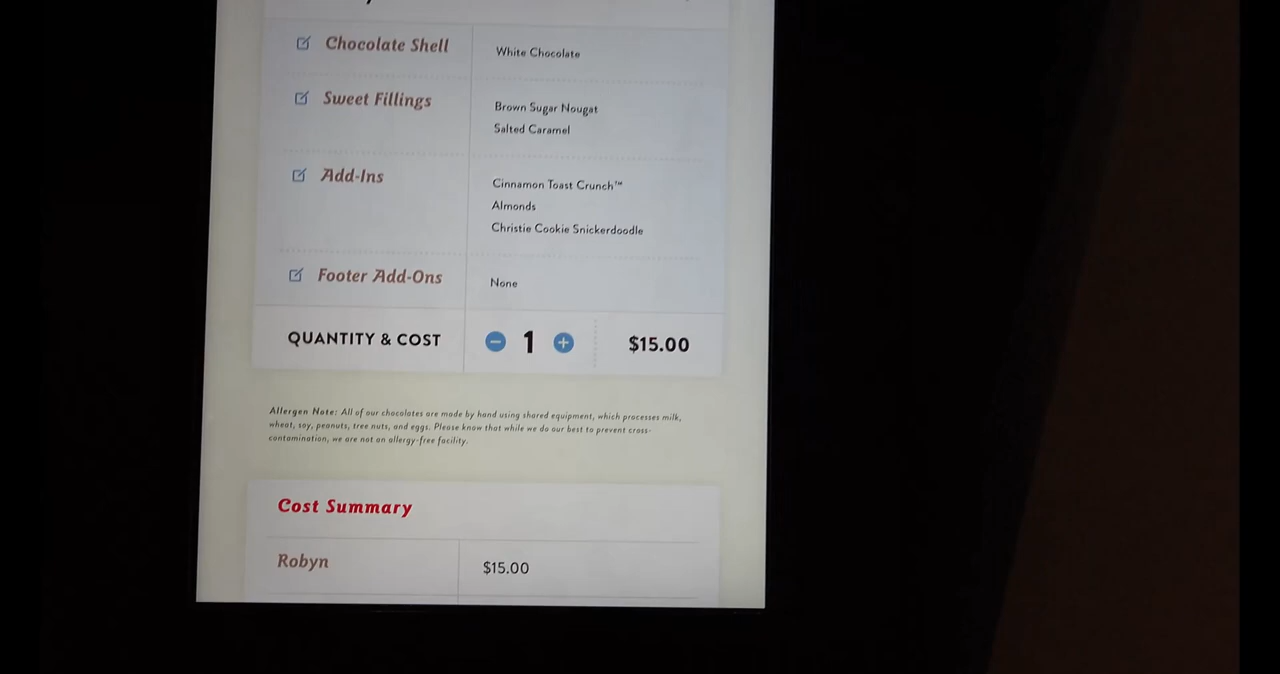 Chocolate Shell
White Chocolate
Sweet Fillings
Brown Sugar Nougat
Salted Caramel
Add-Ins
Cinnamon Toast Crunch™
Almonds
Christie Cookie Snickerdoodle
Footer Add-Ons
None
QUANTITY & COST
1
$15.00
Allergen Note: All of our chocolates are made by hand using shared equipment, which processes milk,
wheat, soy, peanuts, tree nuts, and eggs. Please know that while we do our best to prevent cross-
contamination, we are not an allergy-free facility.
Cost Summary
Robyn
$15.00